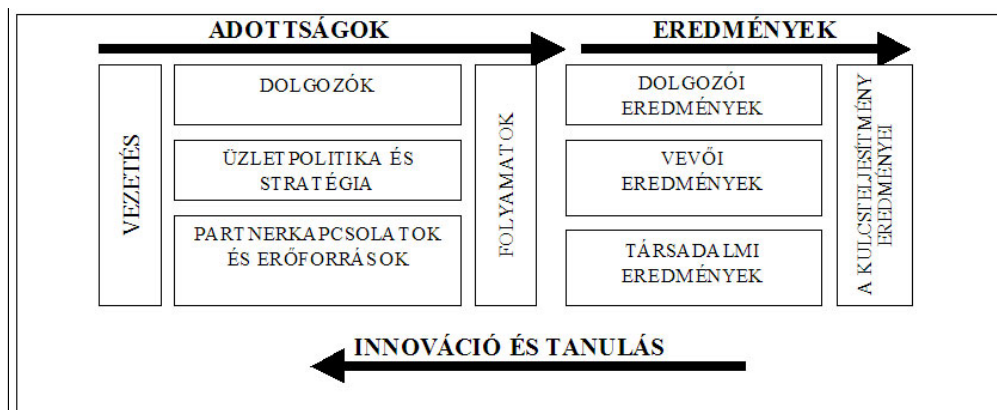 ADOTTSÁGOK
EREDMÉNYEK
VEZETÉS
DOLGOZÓK
ÜZLETPOLITIKA ÉS
STRATÉGIA
PARTNERKAPCSOLATOK
ÉS ERŐFORRÁSOK
FOLYAMATOK
DOLGOZÓI
EREDMÉNYEK
VEVŐI
EREDMÉNYEK
TÁRSADALMI
EREDMÉNYEK
A KULCSTELJESÍTMÉNY
EREDMÉNYEI
INNOVÁCIÓ ÉS TANULÁS